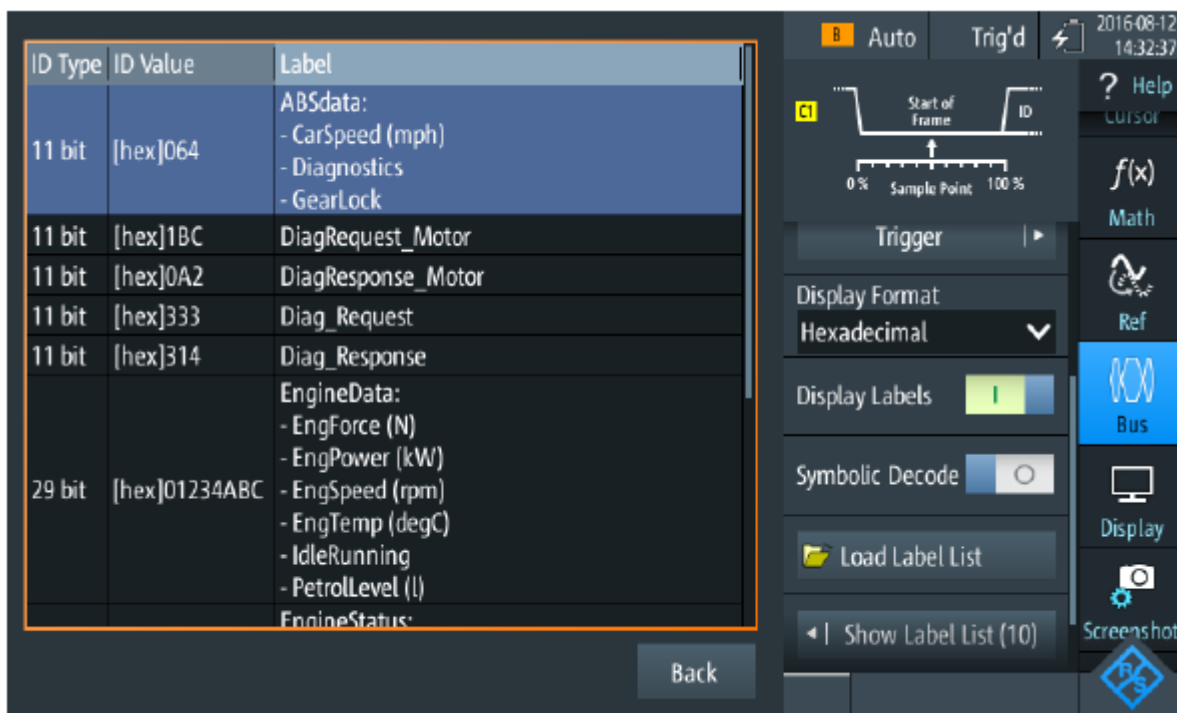 ID Type ID Value Label
11 bit [hex]064 ABSdata:
- CarSpeed (mph)
- Diagnostics
- GearLock
11 bit [hex]1BC DiagRequest_Motor
11 bit [hex]0A2 DiagResponse_Motor
11 bit [hex]333 Diag_Request
11 bit [hex]314 Diag_Response
29 bit [hex]01234ABC EngineData:
- EngForce (N)
- EngPower (kW)
- EngSpeed (rpm)
- EngTemp (degC)
- IdleRunning
- PetrolLevel (l)
EngineStatus:
Back
B Auto Trig'd
2016-08-12
14:32:37
C1
Start of
Frame
ID
0 % Sample Point 100 %
Trigger
Display Format
Hexadecimal
Display Labels
Symbolic Decode
Load Label List
Show Label List (10)
? Help
Cursor
f(x)
Math
Ref
Bus
Display
Screenshot
R&S